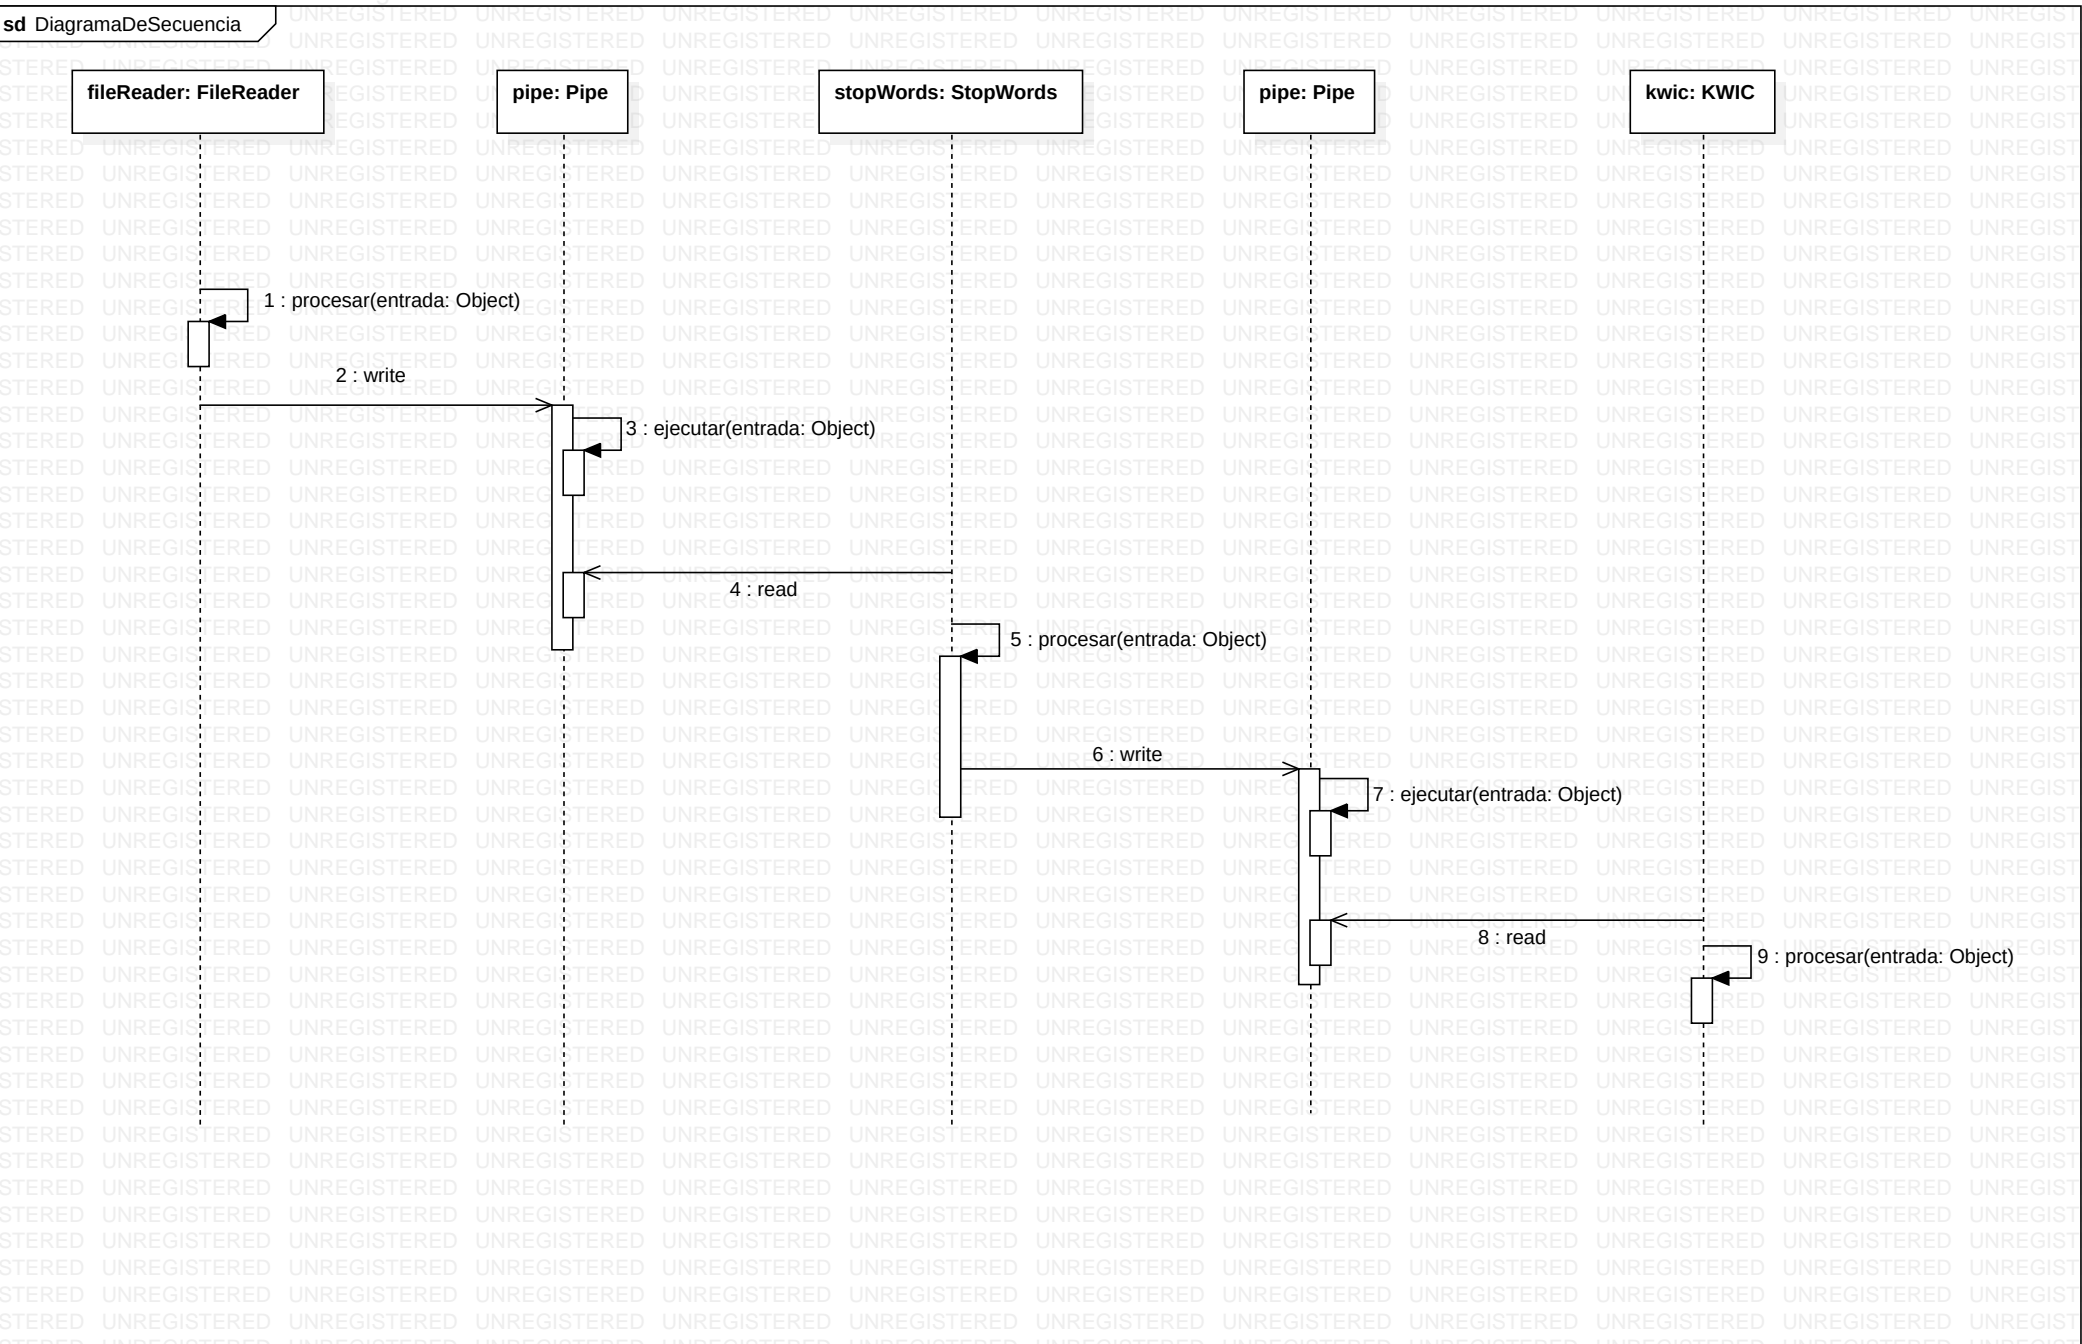 sd DiagramaDeSecuencia
fileReader: FileReader
pipe: Pipe
stopWords: StopWords
pipe: Pipe
kwic: KWIC
1 : procesar(entrada: Object)
2 : write
3 : ejecutar(entrada: Object)
4 : read
5 : procesar(entrada: Object)
6 : write
7 : ejecutar(entrada: Object)
8 : read
9 : procesar(entrada: Object)
UNREGISTERED